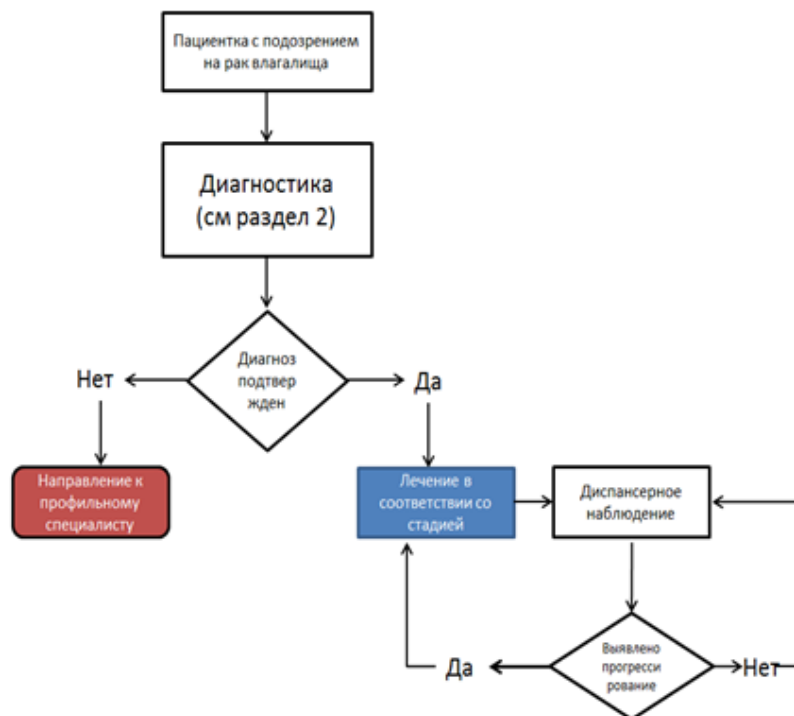 Пациентка с подозрением
на рак влагалища
Диагностика
(см раздел 2)
Диагноз
подтвер
жден
Нет
Да
Направление к
профильному
специалисту
Лечение в
соответствии со
стадией
Диспансерное
наблюдение
Выявлено
прогресси
рование
Да
Нет